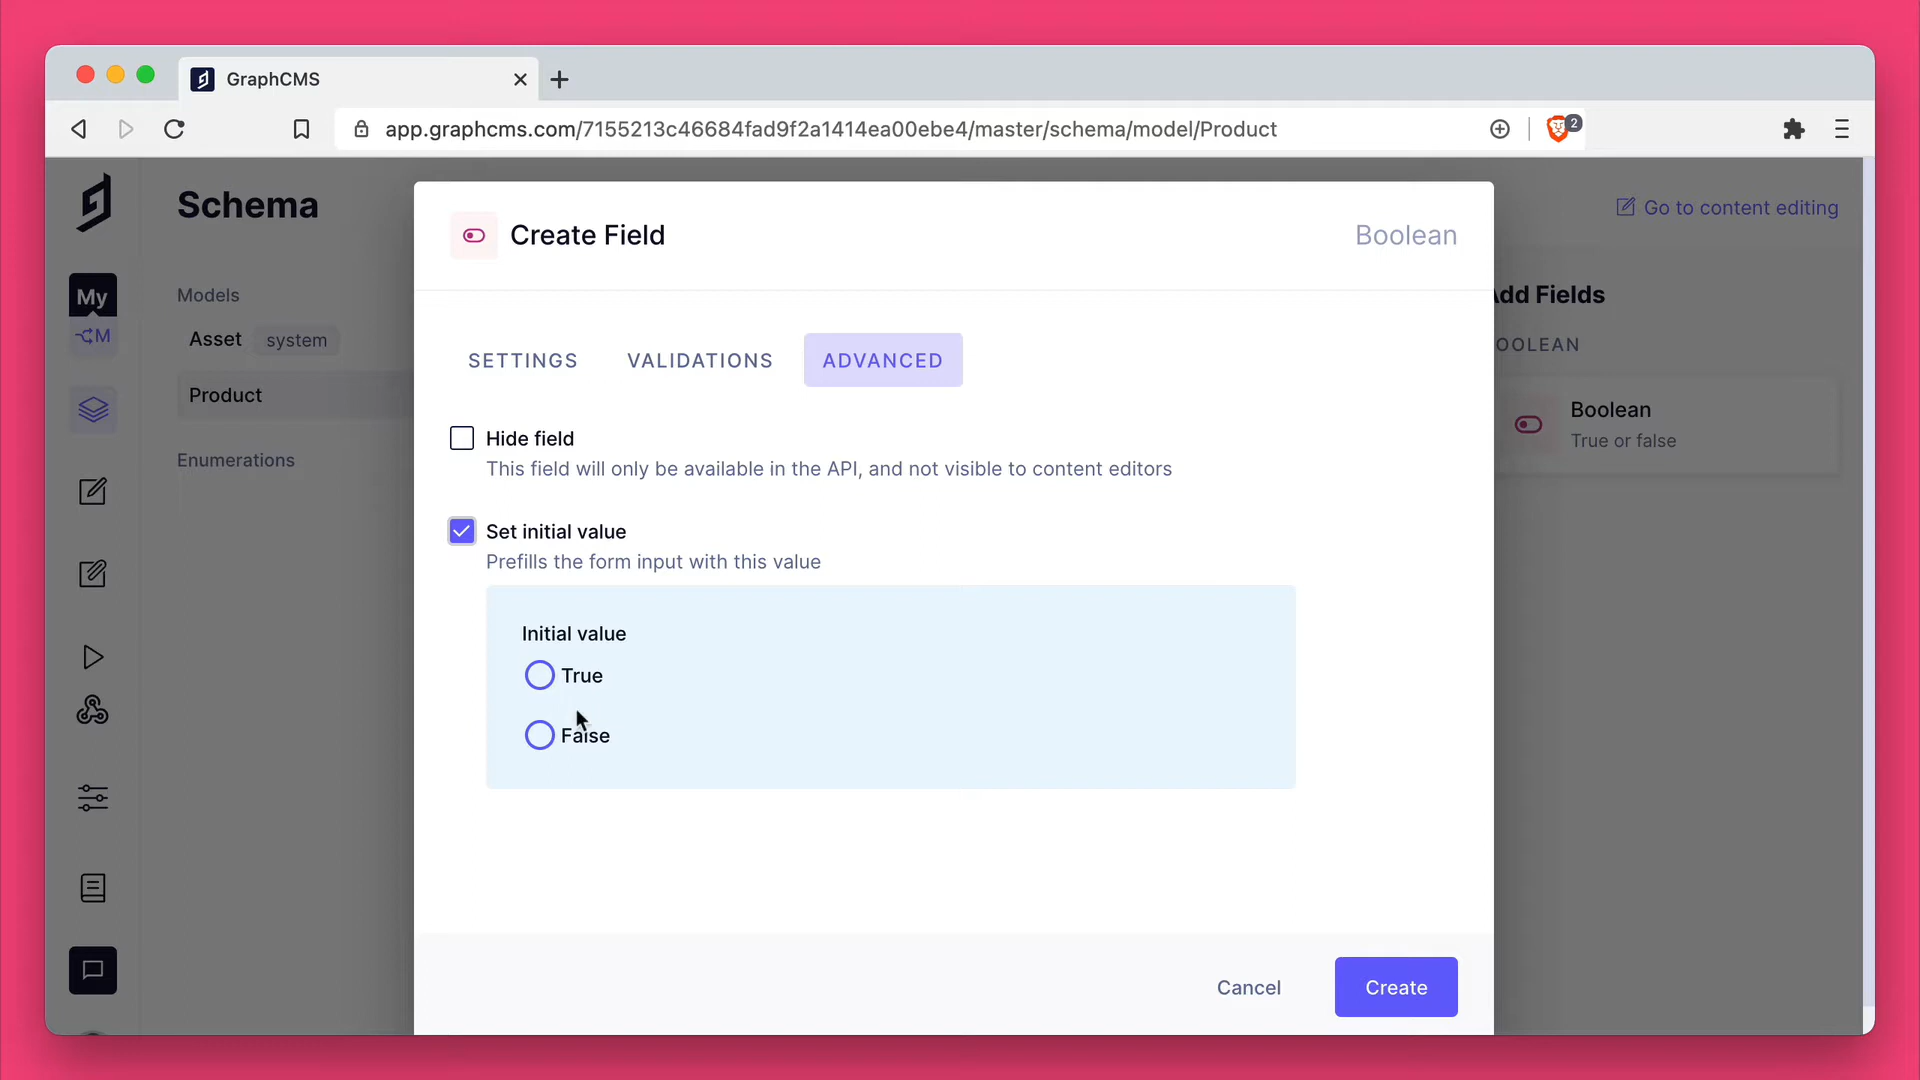 GraphCMS
app.graphcms.com/7155213c46684fad9f2a1414ea00ebe4/master/schema/model/Product
2
Schema
Go to content editing
Create Field
Boolean
My
M
Models
Asset system
Product
Enumerations
Add Fields
BOOLEAN
Boolean
True or false
SETTINGS VALIDATIONS ADVANCED
Hide field
This field will only be available in the API, and not visible to content editors
Set initial value
Prefills the form input with this value
Initial value
True
False
Cancel
Create